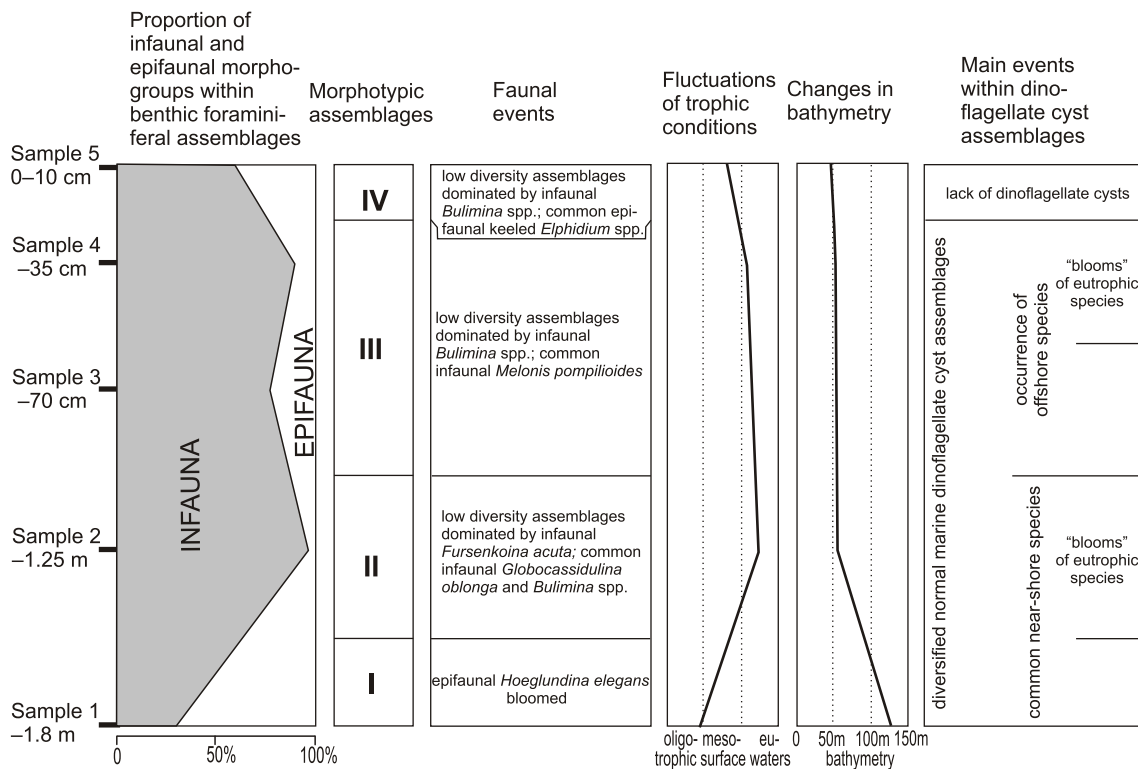 Proportion of
infaunal and
epifaunal morpho-
groups within
benthic foramini-
feral assemblages
Morphotypic
assemblages
Faunal
events
Fluctuations
of trophic
conditions
Changes in
bathymetry
Main events
within dino-
flagellate cyst
assemblages
Sample 5
0–10 cm
Sample 4
–35 cm
Sample 3
–70 cm
Sample 2
–1.25 m
Sample 1
–1.8 m
INFAUNA
EPIFAUNA
0
50%
100%
IV
III
II
I
low diversity assemblages
dominated by infaunal
Bulimina spp.; common epi-
faunal keeled Elphidium spp.
low diversity assemblages
dominated by infaunal
Bulimina spp.; common
infaunal Melonis pompilioides
low diversity assemblages
dominated by infaunal
Fursenkoina acuta; common
infaunal Globocassidulina
oblonga and Bulimina spp.
epifaunal Hoeglundina elegans
bloomed
oligo- meso- eu-
trophic surface waters
0 50m 100m 150m
bathymetry
lack of dinoflagellate cysts
diversified normal marine dinoflagellate cyst assemblages
occurrence of
offshore species
common near-shore species
“blooms”
of eutrophic
species
“blooms”
of eutrophic
species